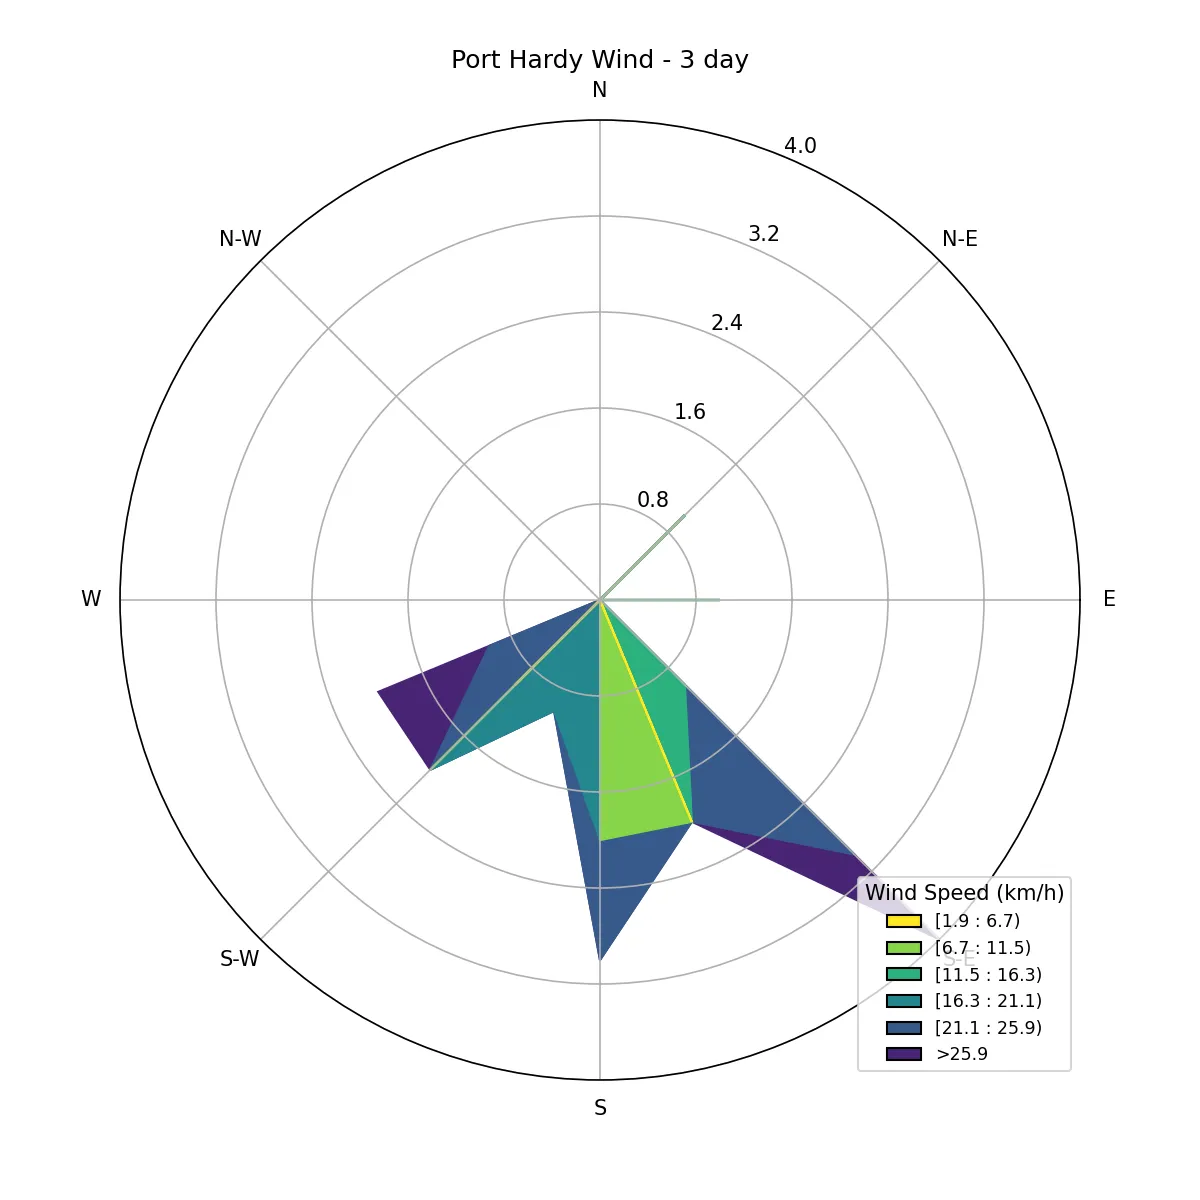 Port Hardy Wind - 3 day
N
4.0
N-W
N-E
3.2
2.4
1.6
0.8
W
E
Wind Speed (km/h)
[1.9 : 6.7)
[6.7 : 11.5)
[11.5 : 16.3)
[16.3 : 21.1)
[21.1 : 25.9)
>25.9
S-W
S-E
S